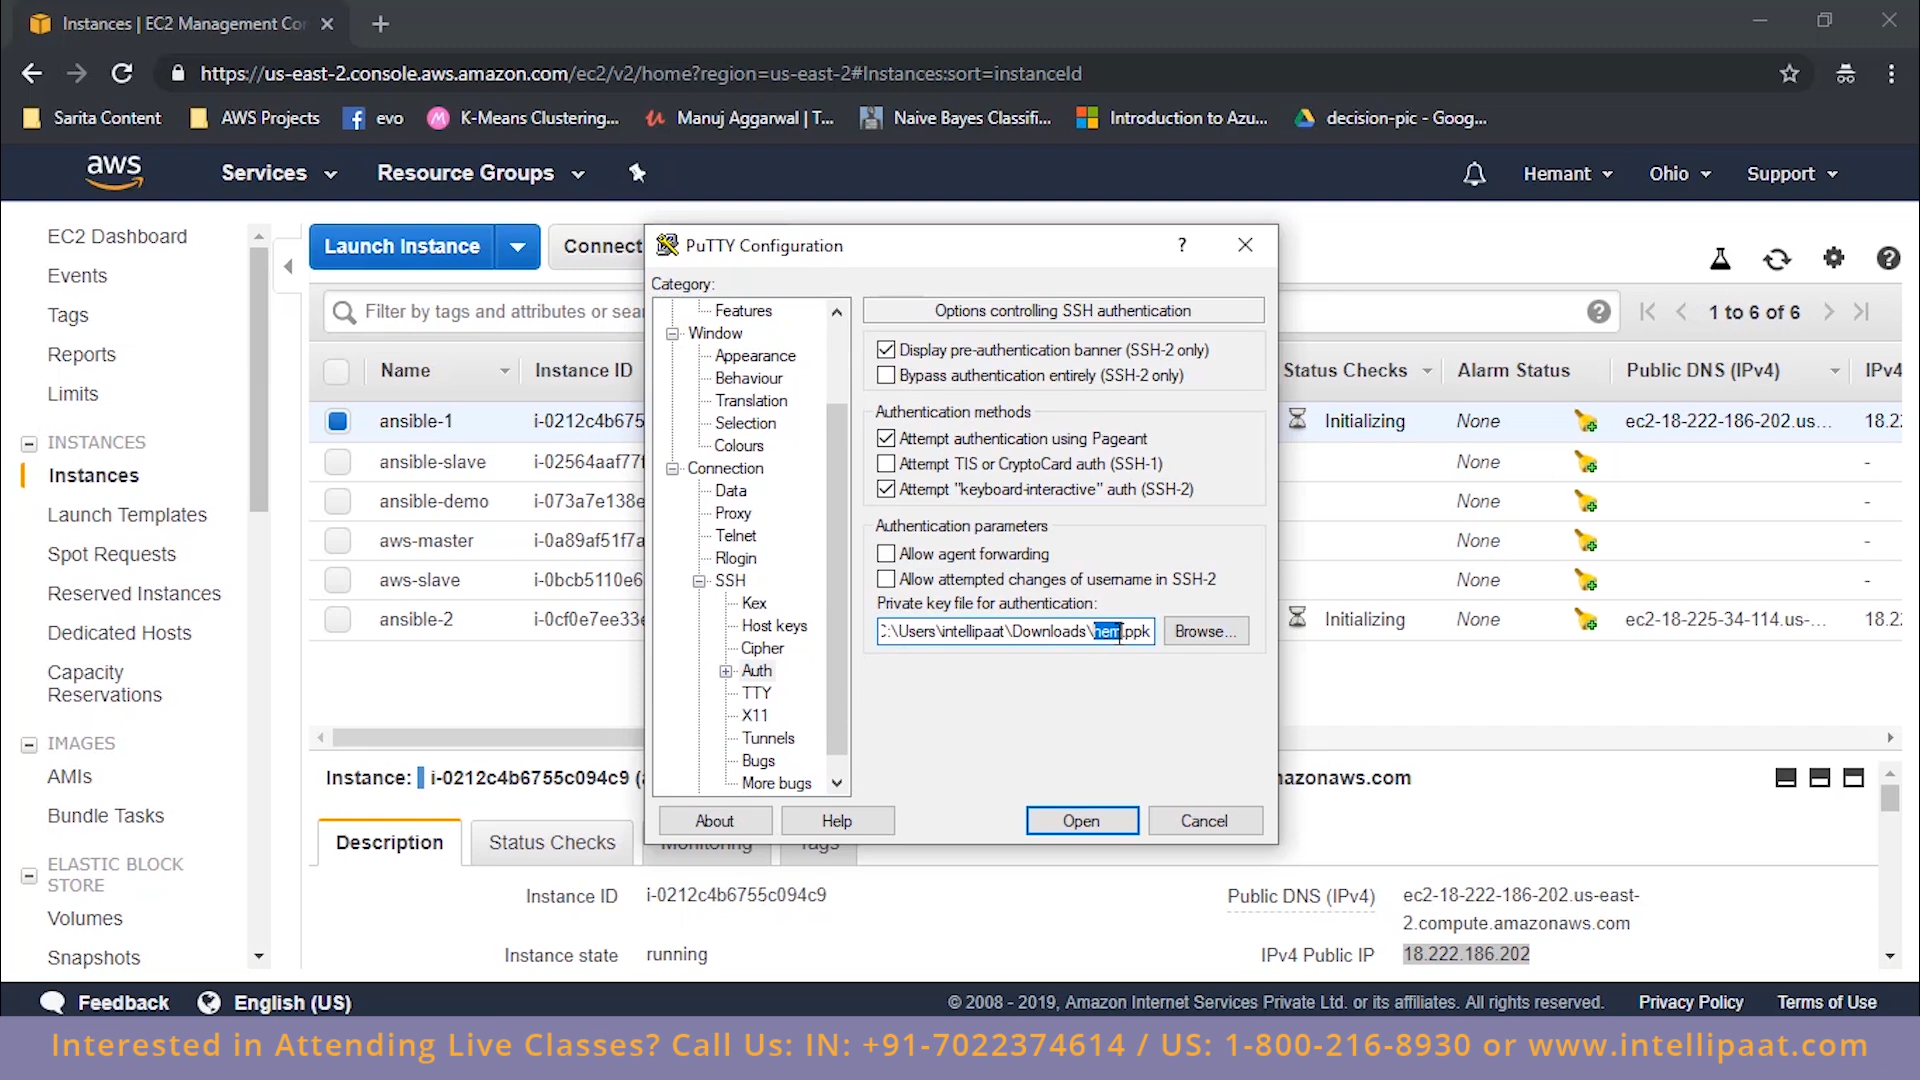 Instances | EC2 Management Con
https://us-east-2.console.aws.amazon.com/ec2/v2/home?region=us-east-2#Instances:sort=instanceId
Sarita Content
AWS Projects
evo
K-Means Clustering...
Manuj Aggarwal | T...
Naive Bayes Classifi...
Introduction to Azu...
decision-pic - Goog...
aws
Services
Resource Groups
Hemant
Ohio
Support
EC2 Dashboard
Events
Tags
Reports
Limits
INSTANCES
Instances
Launch Templates
Spot Requests
Reserved Instances
Dedicated Hosts
Capacity
Reservations
IMAGES
AMIs
Bundle Tasks
ELASTIC BLOCK
STORE
Volumes
Snapshots
Launch Instance
Connect
Filter by tags and attributes or sear
1 to 6 of 6
Name
Instance ID
Status Checks
Alarm Status
Public DNS (IPv4)
IPv4
ansible-1
i-0212c4b675
Initializing
None
ec2-18-222-186-202.us...
18.22
ansible-slave
i-02564aaf77f
None
-
ansible-demo
i-073a7e138e
None
-
aws-master
i-0a89af51f7a
None
-
aws-slave
i-0bcb5110e6
None
-
ansible-2
i-0cf0e7ee33e
Initializing
None
ec2-18-225-34-114.us-...
18.22
PuTTY Configuration
?
Category:
Features
Window
Appearance
Behaviour
Translation
Selection
Colours
Connection
Data
Proxy
Telnet
Rlogin
SSH
Kex
Host keys
Cipher
Auth
TTY
X11
Tunnels
Bugs
More bugs
Options controlling SSH authentication
Display pre-authentication banner (SSH-2 only)
Bypass authentication entirely (SSH-2 only)
Authentication methods
Attempt authentication using Pageant
Attempt TIS or CryptoCard auth (SSH-1)
Attempt "keyboard-interactive" auth (SSH-2)
Authentication parameters
Allow agent forwarding
Allow attempted changes of username in SSH-2
Private key file for authentication:
C:\Users\intellipaat\Downloads\hem.ppk
Browse...
About
Help
Open
Cancel
Instance:
i-0212c4b6755c094c9 (a
nazonaws.com
Description
Status Checks
Monitoring
Tags
Instance ID
i-0212c4b6755c094c9
Public DNS (IPv4)
ec2-18-222-186-202.us-east-
2.compute.amazonaws.com
Instance state
running
IPv4 Public IP
18.222.186.202
Feedback
English (US)
© 2008 - 2019, Amazon Internet Services Private Ltd. or its affiliates. All rights reserved.
Privacy Policy
Terms of Use
Interested in Attending Live Classes? Call Us: IN: +91-7022374614 / US: 1-800-216-8930 or www.intellipaat.com